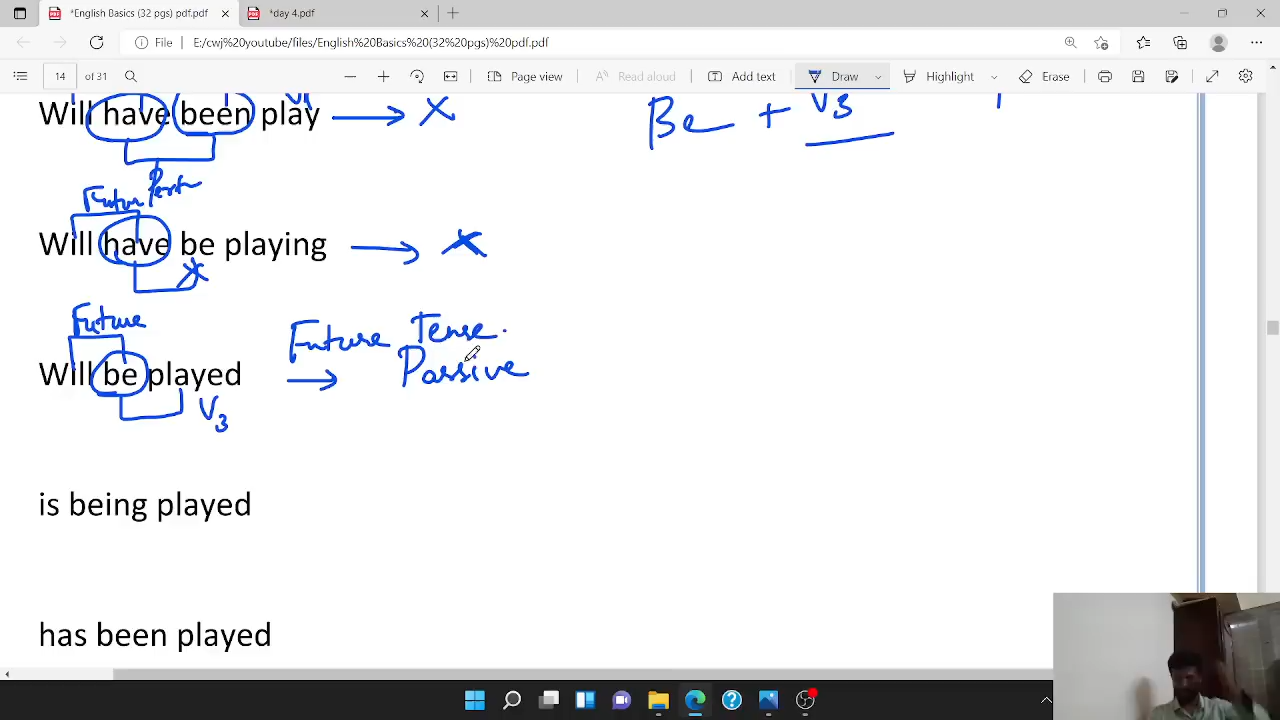 *English Basics (32 pgs) pdf.pdf
*day 4.pdf
File E:/cwj%20youtube/files/English%20Basics%20(32%20pgs)%20pdf.pdf
14 of 31 Page view Read aloud Add text Draw Highlight Erase
Will have been play → X
Be + V3
Future
Will have be playing → X
X
Future
Future Tense.
Will be played → Passive
V3
is being played
has been played